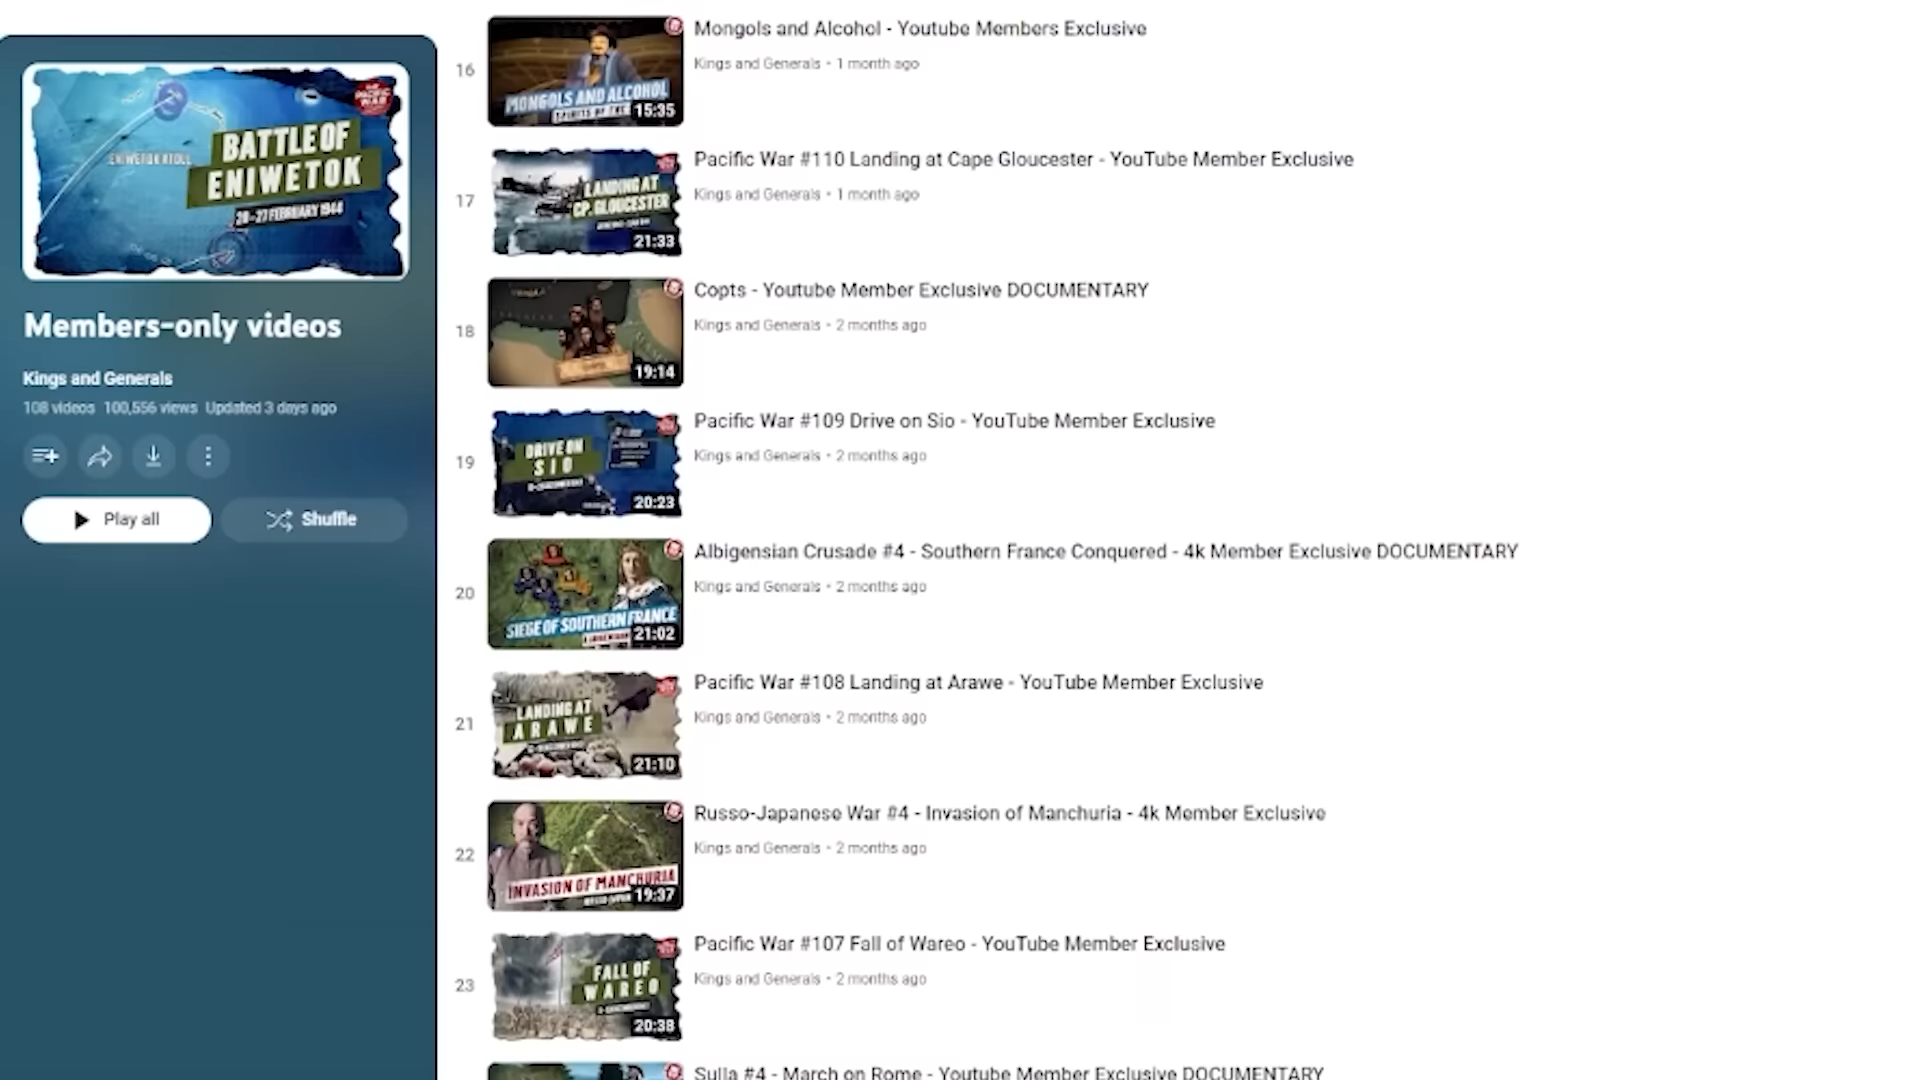 BATTLE OF
ENIWETOK
ENIWETOK ATOLL
PACIFIC
WAR
Members-only videos
Kings and Generals
108 videos 100,556 views Updated 3 days ago
Play all
Shuffle
16
MONGOLS AND ALCOHOL
15:35
Mongols and Alcohol - Youtube Members Exclusive
Kings and Generals • 1 month ago
17
LANDING AT
CP. GLOUCESTER
21:33
Pacific War #110 Landing at Cape Gloucester - YouTube Member Exclusive
Kings and Generals • 1 month ago
18
19:14
Copts - Youtube Member Exclusive DOCUMENTARY
Kings and Generals • 2 months ago
19
DRIVE ON
SIO
20:23
Pacific War #109 Drive on Sio - YouTube Member Exclusive
Kings and Generals • 2 months ago
20
SIEGE OF SOUTHERN FRANCE
21:02
Albigensian Crusade #4 - Southern France Conquered - 4k Member Exclusive DOCUMENTARY
Kings and Generals • 2 months ago
21
LANDING AT
ARAWE
21:10
Pacific War #108 Landing at Arawe - YouTube Member Exclusive
Kings and Generals • 2 months ago
22
INVASION OF MANCHURIA
19:37
Russo-Japanese War #4 - Invasion of Manchuria - 4k Member Exclusive
Kings and Generals • 2 months ago
23
FALL OF
WAREO
20:38
Pacific War #107 Fall of Wareo - YouTube Member Exclusive
Kings and Generals • 2 months ago
Sulla #4 - March on Rome - Youtube Member Exclusive DOCUMENTARY